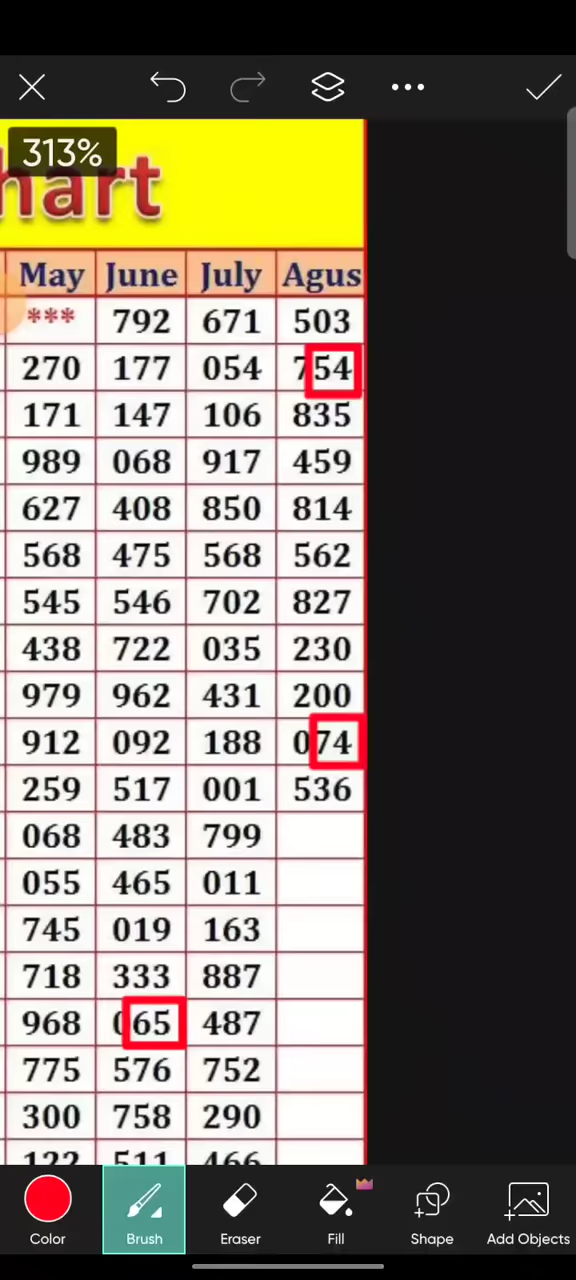 313%
hart
May June July Agus
*** 792 671 503
270 177 054 754
171 147 106 835
989 068 917 459
627 408 850 814
568 475 568 562
545 546 702 827
438 722 035 230
979 962 431 200
912 092 188 074
259 517 001 536
068 483 799
055 465 011
745 019 163
718 333 887
968 065 487
775 576 752
300 758 290
122 511 466
Color Brush Eraser Fill Shape Add Objects